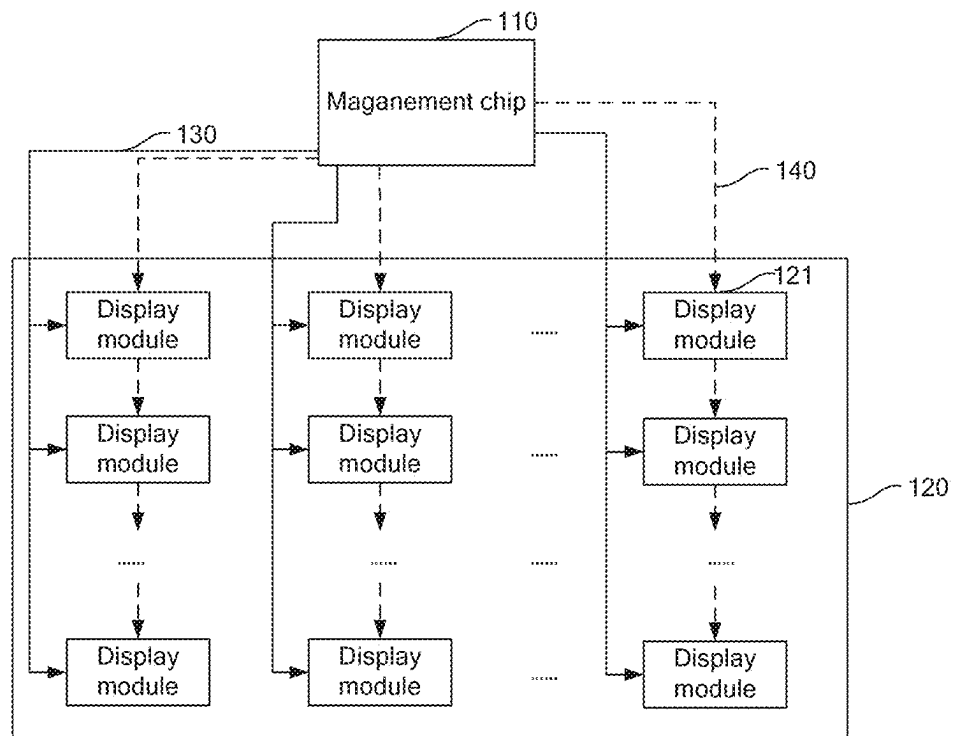 110
Maganement chip
130
140
121
Display module
Display module
......
Display module
Display module
Display module
......
Display module
120
......
......
......
......
Display module
Display module
......
Display module